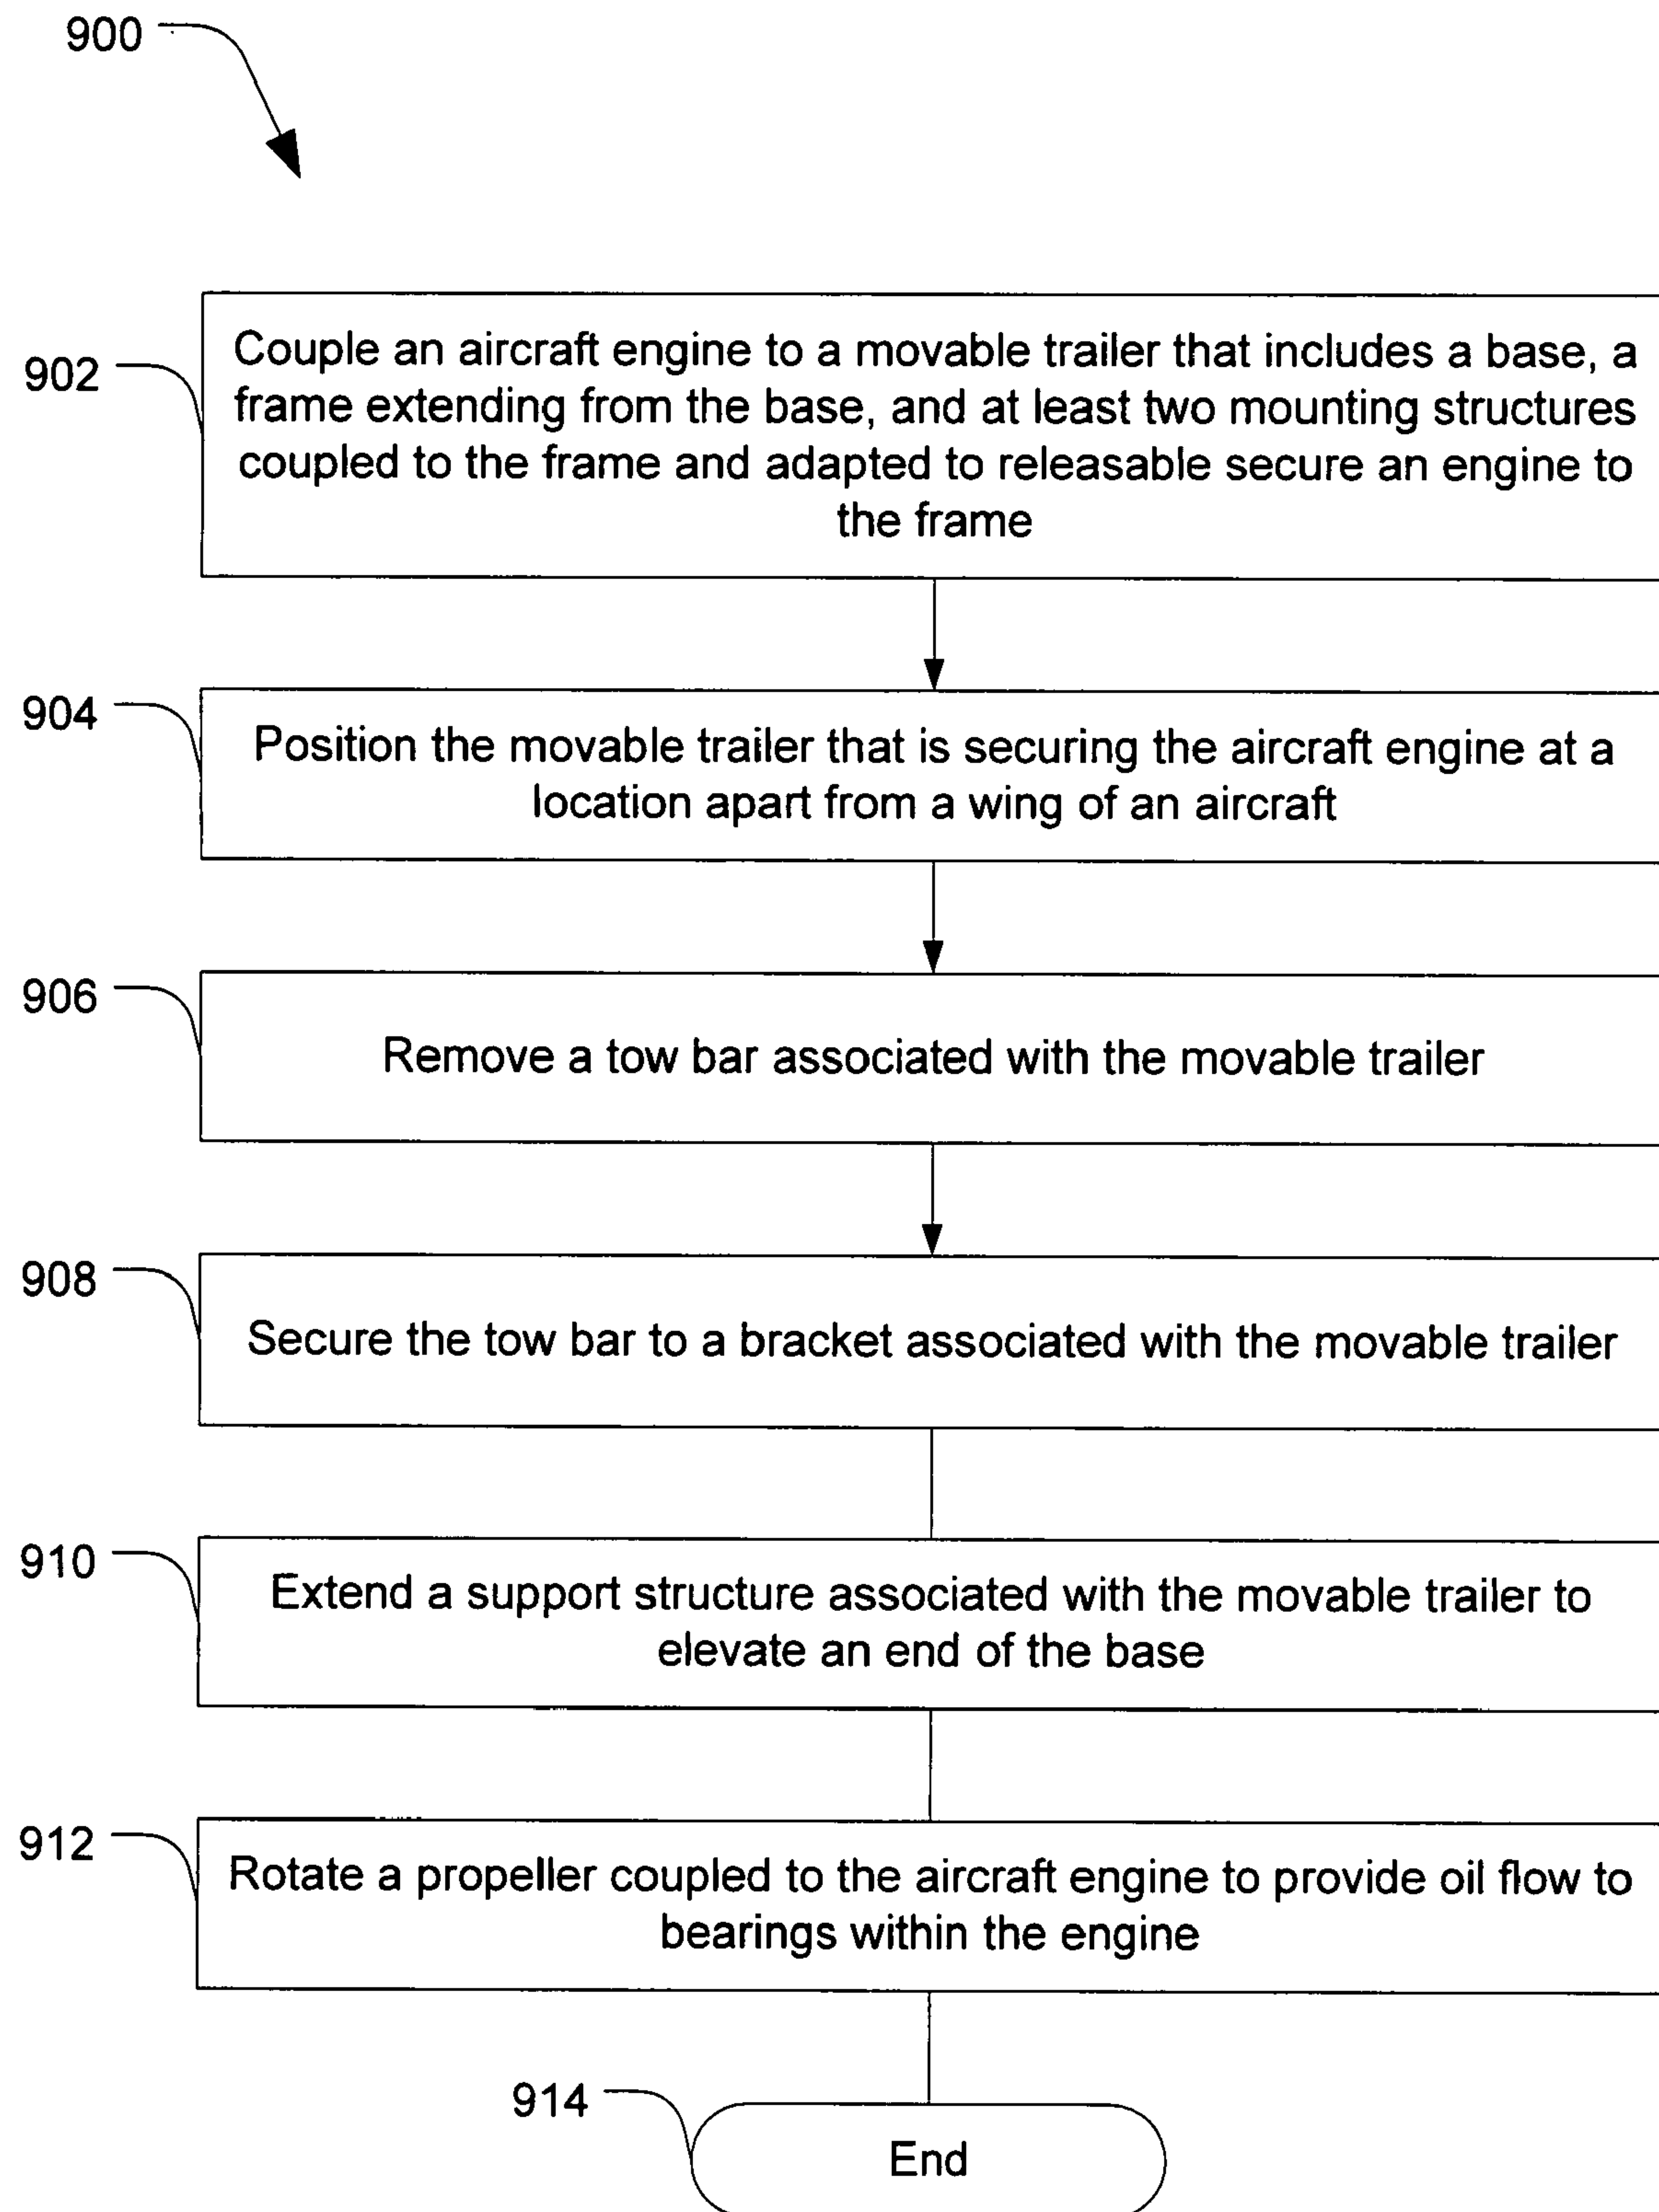 900
902
Couple an aircraft engine to a movable trailer that includes a base, a
frame extending from the base, and at least two mounting structures
coupled to the frame and adapted to releasable secure an engine to
the frame
904
Position the movable trailer that is securing the aircraft engine at a
location apart from a wing of an aircraft
906
Remove a tow bar associated with the movable trailer
908
Secure the tow bar to a bracket associated with the movable trailer
910
Extend a support structure associated with the movable trailer to
elevate an end of the base
912
Rotate a propeller coupled to the aircraft engine to provide oil flow to
bearings within the engine
914
End